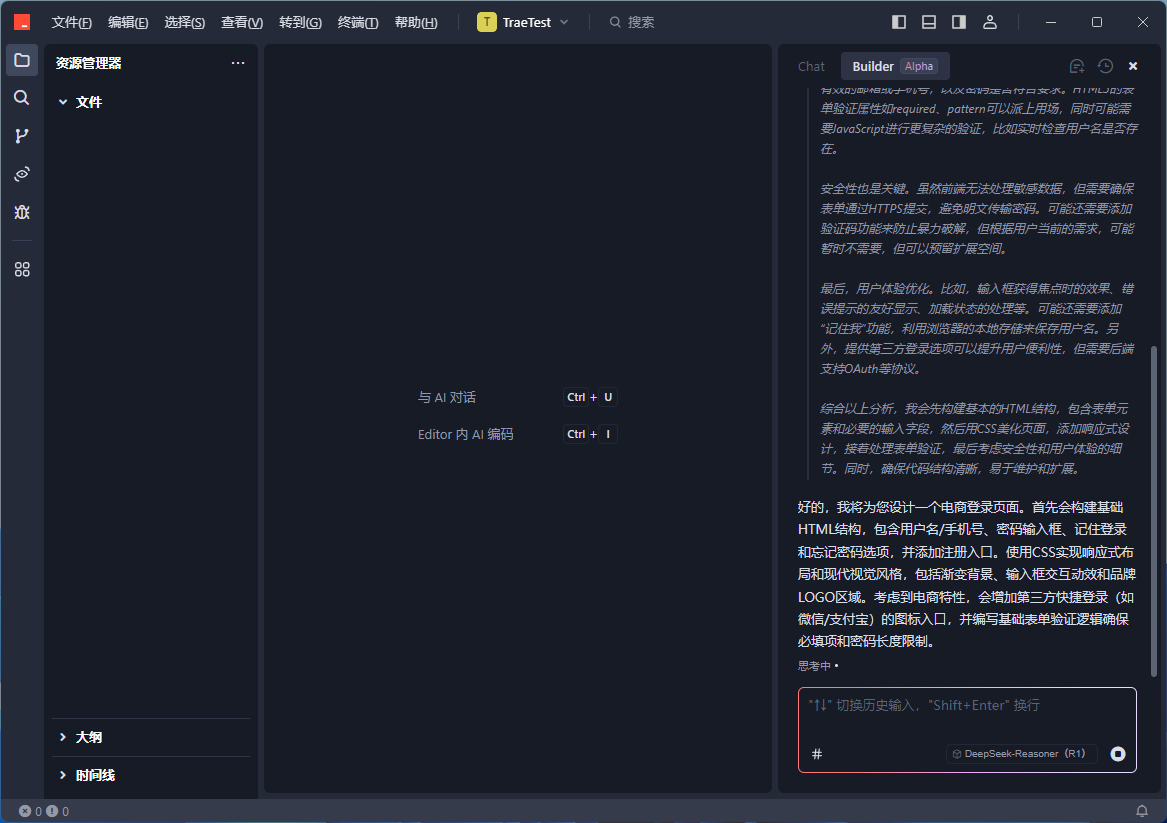 文件(F) 编辑(E) 选择(S) 查看(V) 转到(G) 终端(T) 帮助(H) T TraeTest 搜索
资源管理器 ...
文件
与 AI 对话 Ctrl + U
Editor 内 AI 编码 Ctrl + I
大纲
时间线
Chat Builder Alpha
有效的邮箱或手机号，以及密码是否符合要求。HTML5的表
单验证属性如required、pattern可以派上用场，同时可能需
要JavaScript进行更复杂的验证，比如实时检查用户名是否存
在。
安全性也是关键。虽然前端无法处理敏感数据，但需要确保
表单通过HTTPS提交，避免明文传输密码。可能还需要添加
验证码功能来防止暴力破解，但根据用户当前的需求，可能
暂时不需要，但可以预留扩展空间。
最后，用户体验优化。比如，输入框获得焦点时的效果、错
误提示的友好显示、加载状态的处理等。可能还需要添加
“记住我”功能，利用浏览器的本地存储来保存用户名。另
外，提供第三方登录选项可以提升用户便利性，但需要后端
支持OAuth等协议。
综合以上分析，我会先构建基本的HTML结构，包含表单元
素和必要的输入字段，然后用CSS美化页面，添加响应式设
计，接着处理表单验证，最后考虑安全性和用户体验的细
节。同时，确保代码结构清晰，易于维护和扩展。
好的，我将为您设计一个电商登录页面。首先会构建基础
HTML结构，包含用户名/手机号、密码输入框、记住登录
和忘记密码选项，并添加注册入口。使用CSS实现响应式布
局和现代视觉风格，包括渐变背景、输入框交互动效和品牌
LOGO区域。考虑到电商特性，会增加第三方快捷登录（如
微信/支付宝）的图标入口，并编写基础表单验证逻辑确保
必填项和密码长度限制。
思考中 •
"↑↓" 切换历史输入，"Shift+Enter" 换行
# DeepSeek-Reasoner（R1）
0 0